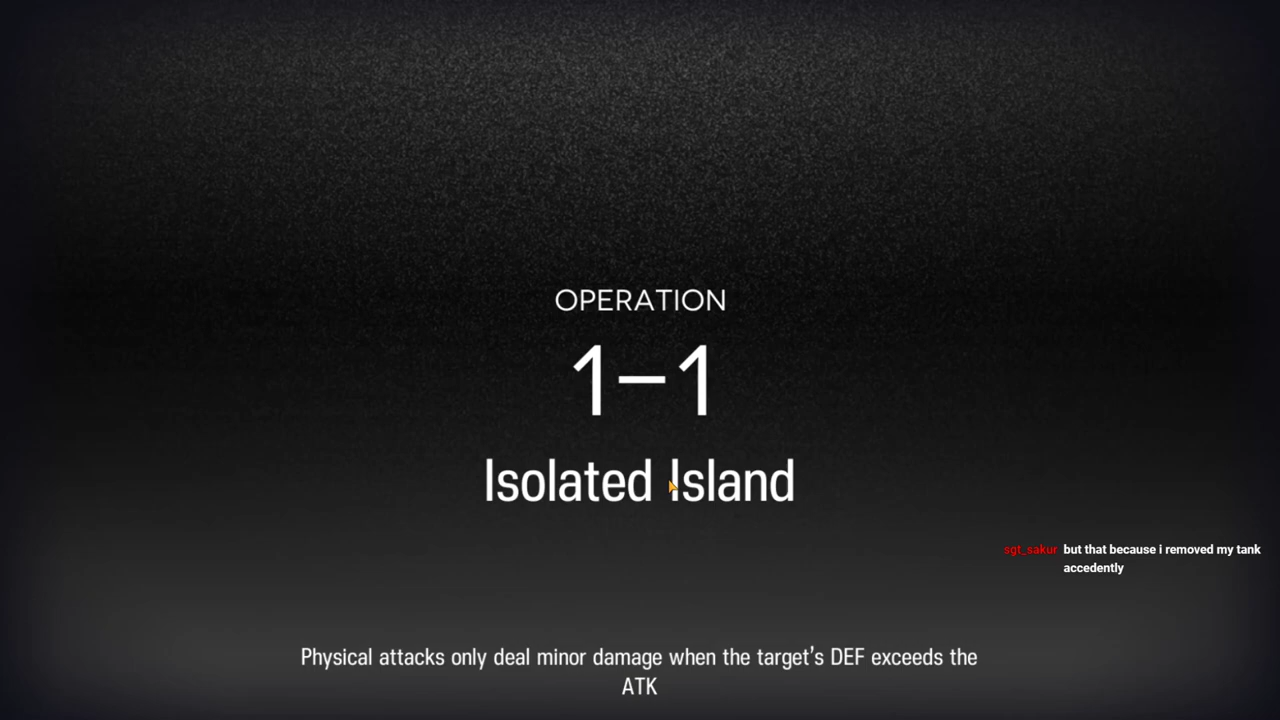 OPERATION
1–1
Isolated Island
sgt_sakur but that because i removed my tank
accedently
Physical attacks only deal minor damage when the target's DEF exceeds the
ATK